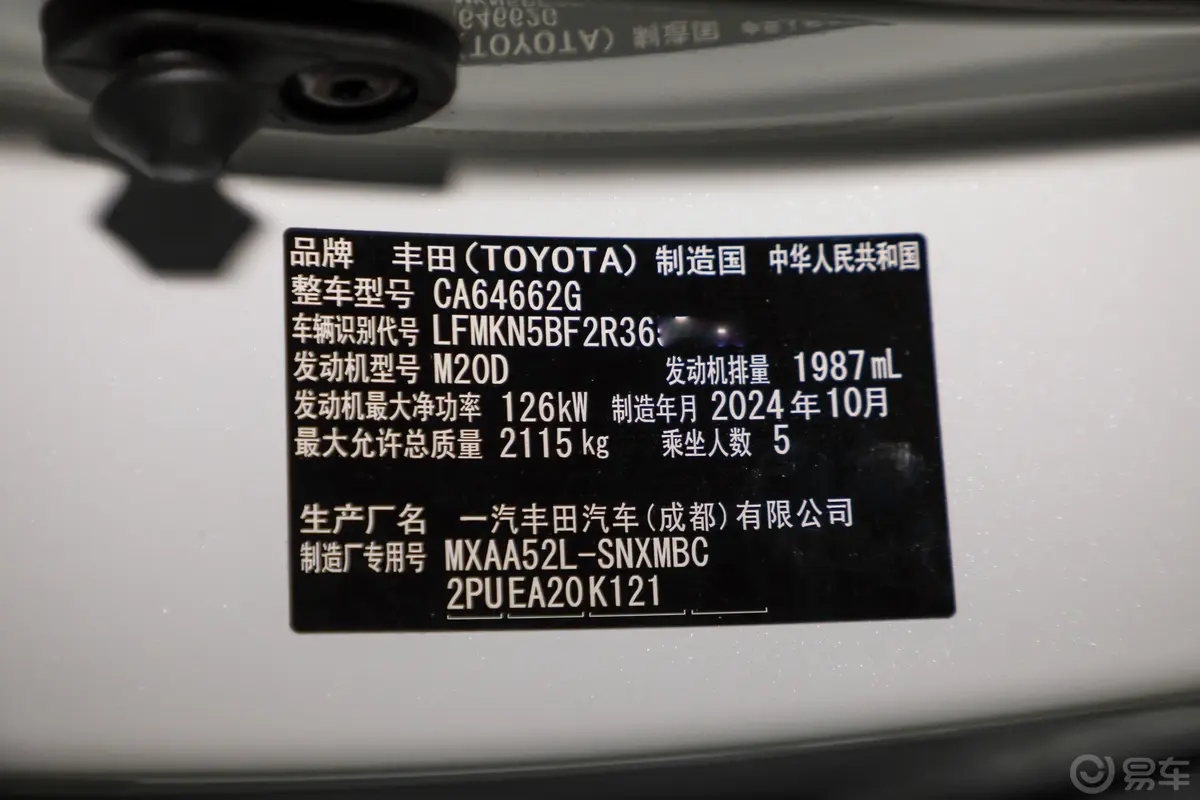 品牌 丰田(TOYOTA) 制造国 中华人民共和国
整车型号 CA64662G
车辆识别代号 LFMKN5BF2R36
发动机型号 M20D 发动机排量 1987mL
发动机最大净功率 126kW 制造年月 2024年10月
最大允许总质量 2115kg 乘坐人数 5
生产厂名 一汽丰田汽车(成都)有限公司
制造厂专用号 MXAA52L-SNXMBC
2PUEA20K121
易车